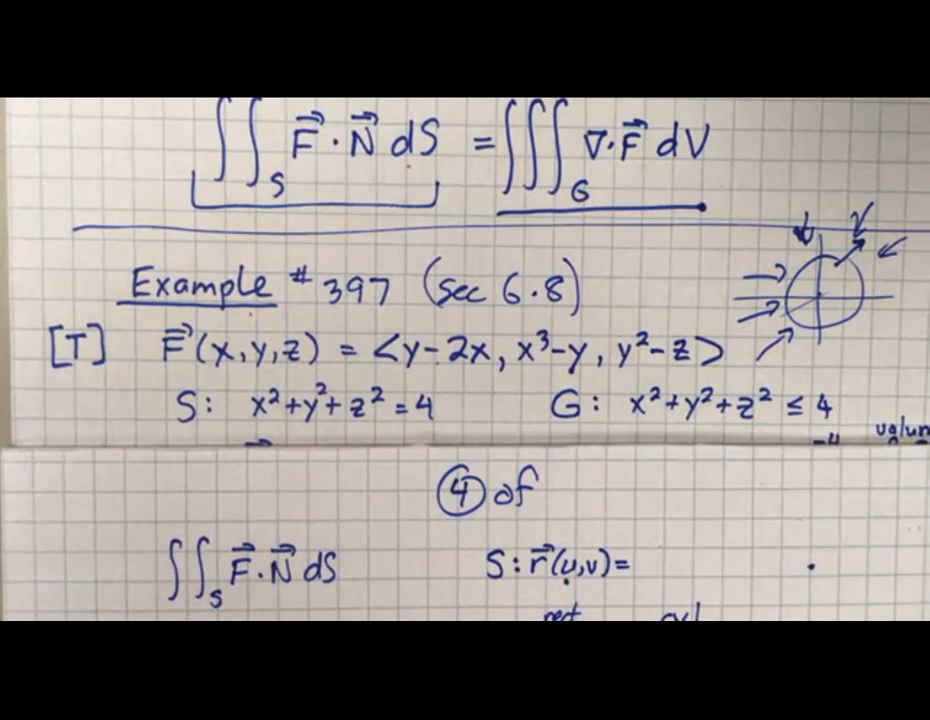 ∬_S F⃗ · N⃗ dS = ∭_G ∇·F⃗ dV
Example # 397 (sec 6.8)
[T] F⃗(x,y,z) = <y-2x, x³-y, y²-z>
S: x²+y²+z² = 4 G: x²+y²+z² ≤ 4
-4
④ of
∬_S F⃗·N⃗ dS S: r⃗(u,v)=